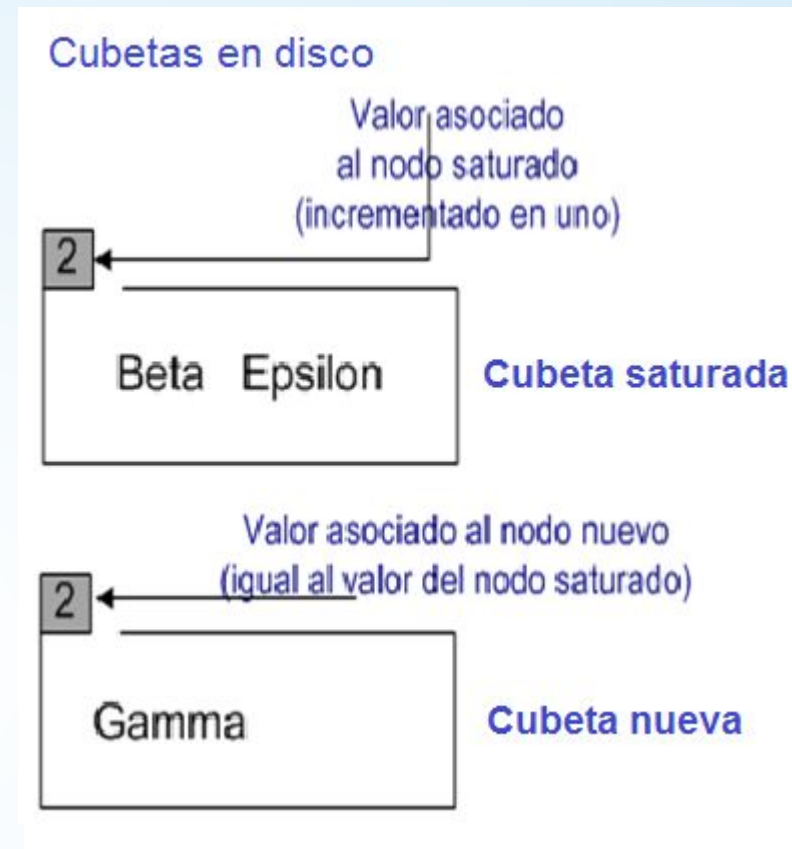 Cubetas en disco
Valor asociado
al nodo saturado
(incrementado en uno)
2
Beta Epsilon
Cubeta saturada
Valor asociado al nodo nuevo
(igual al valor del nodo saturado)
2
Gamma
Cubeta nueva